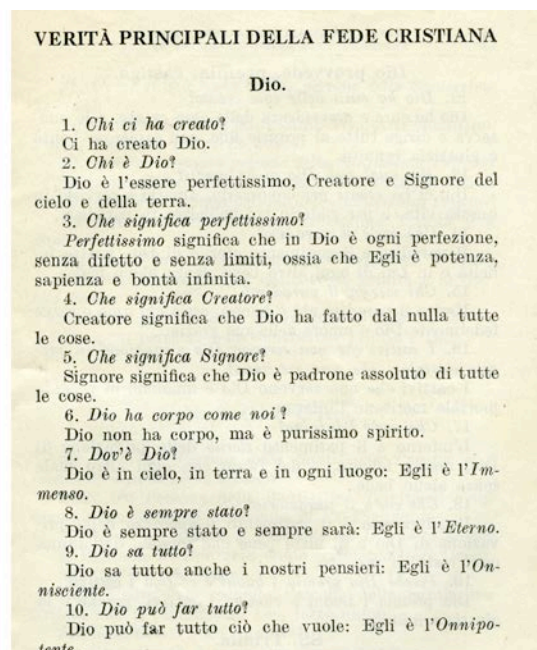 VERITÀ PRINCIPALI DELLA FEDE CRISTIANA
Dio.
1. Chi ci ha creato?
Ci ha creato Dio.
2. Chi è Dio?
Dio è l'essere perfettissimo, Creatore e Signore del
cielo e della terra.
3. Che significa perfettissimo?
Perfettissimo significa che in Dio è ogni perfezione,
senza difetto e senza limiti, ossia che Egli è potenza,
sapienza e bontà infinita.
4. Che significa Creatore?
Creatore significa che Dio ha fatto dal nulla tutte
le cose.
5. Che significa Signore?
Signore significa che Dio è padrone assoluto di tutte
le cose.
6. Dio ha corpo come noi?
Dio non ha corpo, ma è purissimo spirito.
7. Dov'è Dio?
Dio è in cielo, in terra e in ogni luogo: Egli è l'Im-
menso.
8. Dio è sempre stato?
Dio è sempre stato e sempre sarà: Egli è l'Eterno.
9. Dio sa tutto?
Dio sa tutto anche i nostri pensieri: Egli è l'On-
nisciente.
10. Dio può far tutto?
Dio può far tutto ciò che vuole: Egli è l'Onnipo-
tente.